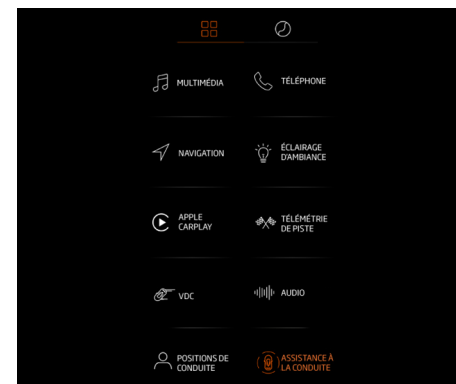 MULTIMÉDIA
TÉLÉPHONE
NAVIGATION
ÉCLAIRAGE
D'AMBIANCE
APPLE
CARPLAY
TÉLÉMÉTRIE
DE PISTE
VDC
AUDIO
POSITIONS DE
CONDUITE
ASSISTANCE À
LA CONDUITE